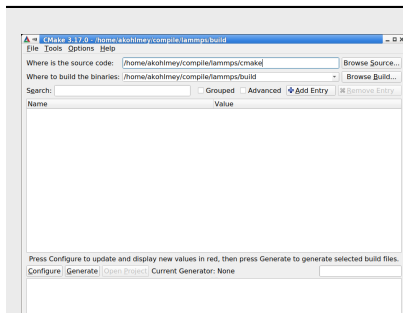 CMake 3.17.0 - /home/akohlmey/compile/lammps/build
File Tools Options Help
Where is the source code: /home/akohlmey/compile/lammps/cmake
Browse Source...
Where to build the binaries: /home/akohlmey/compile/lammps/build
Browse Build...
Search: Grouped Advanced Add Entry Remove Entry
Name Value
Press Configure to update and display new values in red, then press Generate to generate selected build files.
Configure Generate Open Project Current Generator: None